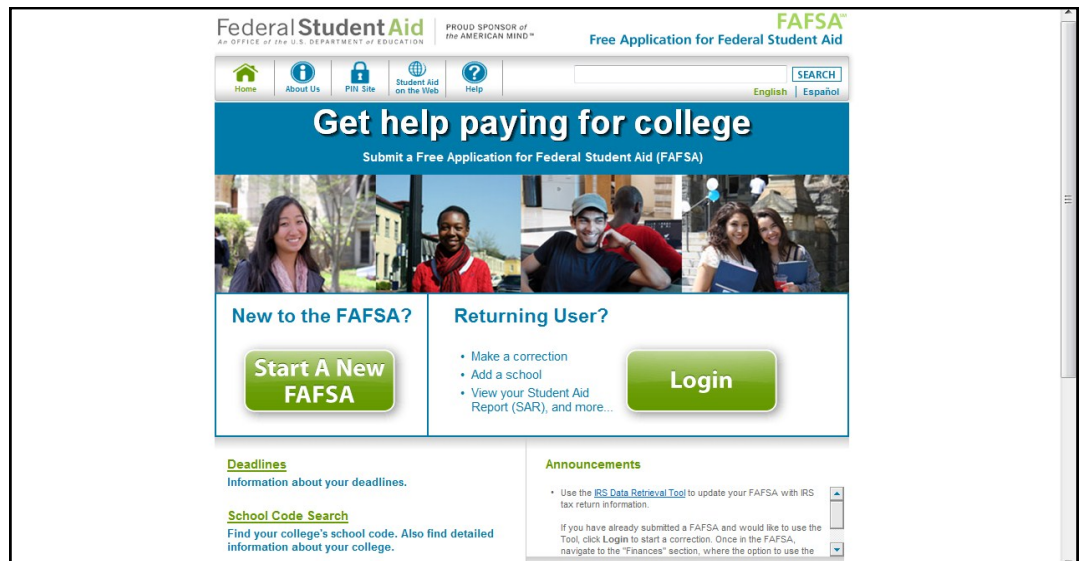 Federal Student Aid
An OFFICE of the U.S. DEPARTMENT of EDUCATION
PROUD SPONSOR of
the AMERICAN MIND™
FAFSA℠
Free Application for Federal Student Aid
Home
About Us
PIN Site
Student Aid
on the Web
Help
SEARCH
English | Español
Get help paying for college
Submit a Free Application for Federal Student Aid (FAFSA)
New to the FAFSA?
Start A New
FAFSA
Returning User?
• Make a correction
• Add a school
• View your Student Aid
Report (SAR), and more...
Login
Deadlines
Information about your deadlines.
School Code Search
Find your college's school code. Also find detailed
information about your college.
Announcements
• Use the IRS Data Retrieval Tool to update your FAFSA with IRS
tax return information.
If you have already submitted a FAFSA and would like to use the
Tool, click Login to start a correction. Once in the FAFSA,
navigate to the "Finances" section, where the option to use the